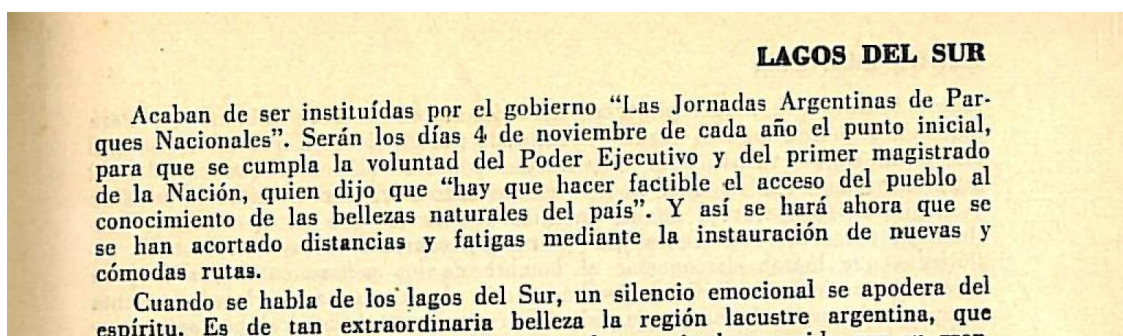 LAGOS DEL SUR
Acaban de ser instituídas por el gobierno “Las Jornadas Argentinas de Par-
ques Nacionales”. Serán los días 4 de noviembre de cada año el punto inicial,
para que se cumpla la voluntad del Poder Ejecutivo y del primer magistrado
de la Nación, quien dijo que “hay que hacer factible el acceso del pueblo al
conocimiento de las bellezas naturales del país”. Y así se hará ahora que se
se han acortado distancias y fatigas mediante la instauración de nuevas y
cómodas rutas.
Cuando se habla de los lagos del Sur, un silencio emocional se apodera del
espíritu. Es de tan extraordinaria belleza la región lacustre argentina, que